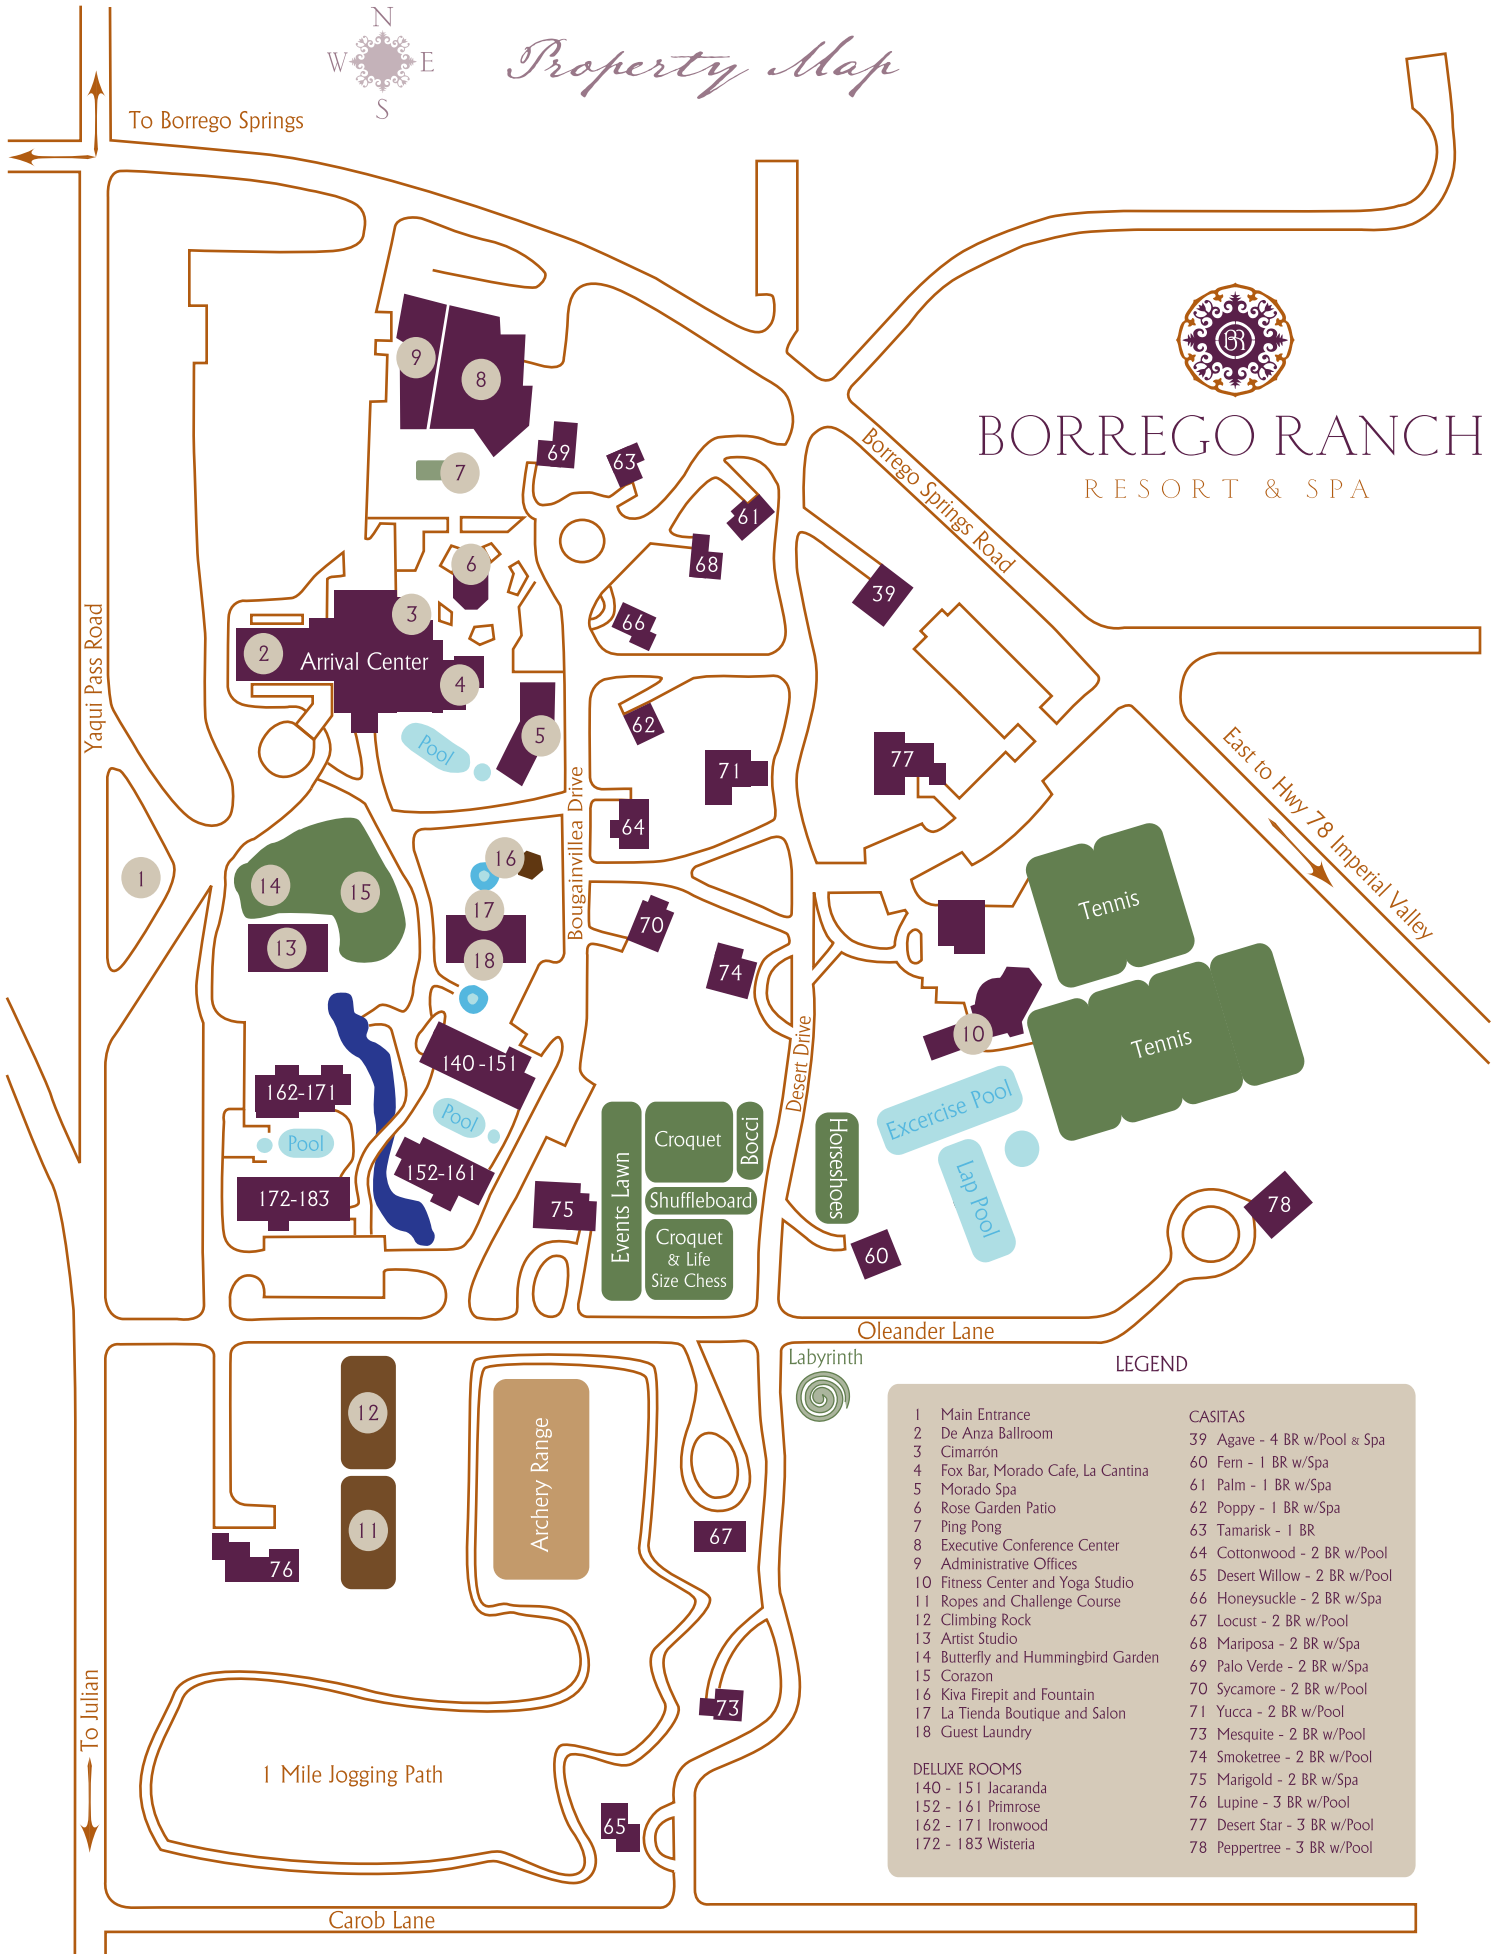 N
W E
S
Property Map
To Borrego Springs
BR
BORREGO RANCH
RESORT & SPA
9
8
7
69
63
61
68
66
39
Borrego Springs Road
6
3
2
Arrival Center
4
5
Pool
62
71
77
64
Yaqui Pass Road
Bougainvillea Drive
East to Hwy 78 Imperial Valley
1
14
15
13
16
17
18
70
74
Tennis
Tennis
10
Desert Drive
140 -151
162-171
Pool
Pool
152-161
172-183
75
Events Lawn
Croquet
Bocci
Shuffleboard
Croquet
& Life
Size Chess
Horseshoes
Excercise Pool
Lap Pool
60
78
Oleander Lane
Labyrinth
12
11
76
Archery Range
67
73
65
To Julian
1 Mile Jogging Path
Carob Lane
LEGEND
1 Main Entrance
2 De Anza Ballroom
3 Cimarrón
4 Fox Bar, Morado Cafe, La Cantina
5 Morado Spa
6 Rose Garden Patio
7 Ping Pong
8 Executive Conference Center
9 Administrative Offices
10 Fitness Center and Yoga Studio
11 Ropes and Challenge Course
12 Climbing Rock
13 Artist Studio
14 Butterfly and Hummingbird Garden
15 Corazon
16 Kiva Firepit and Fountain
17 La Tienda Boutique and Salon
18 Guest Laundry
DELUXE ROOMS
140 - 151 Jacaranda
152 - 161 Primrose
162 - 171 Ironwood
172 - 183 Wisteria
CASITAS
39 Agave - 4 BR w/Pool & Spa
60 Fern - 1 BR w/Spa
61 Palm - 1 BR w/Spa
62 Poppy - 1 BR w/Spa
63 Tamarisk - 1 BR
64 Cottonwood - 2 BR w/Pool
65 Desert Willow - 2 BR w/Pool
66 Honeysuckle - 2 BR w/Spa
67 Locust - 2 BR w/Pool
68 Mariposa - 2 BR w/Spa
69 Palo Verde - 2 BR w/Spa
70 Sycamore - 2 BR w/Pool
71 Yucca - 2 BR w/Pool
73 Mesquite - 2 BR w/Pool
74 Smoketree - 2 BR w/Pool
75 Marigold - 2 BR w/Spa
76 Lupine - 3 BR w/Pool
77 Desert Star - 3 BR w/Pool
78 Peppertree - 3 BR w/Pool